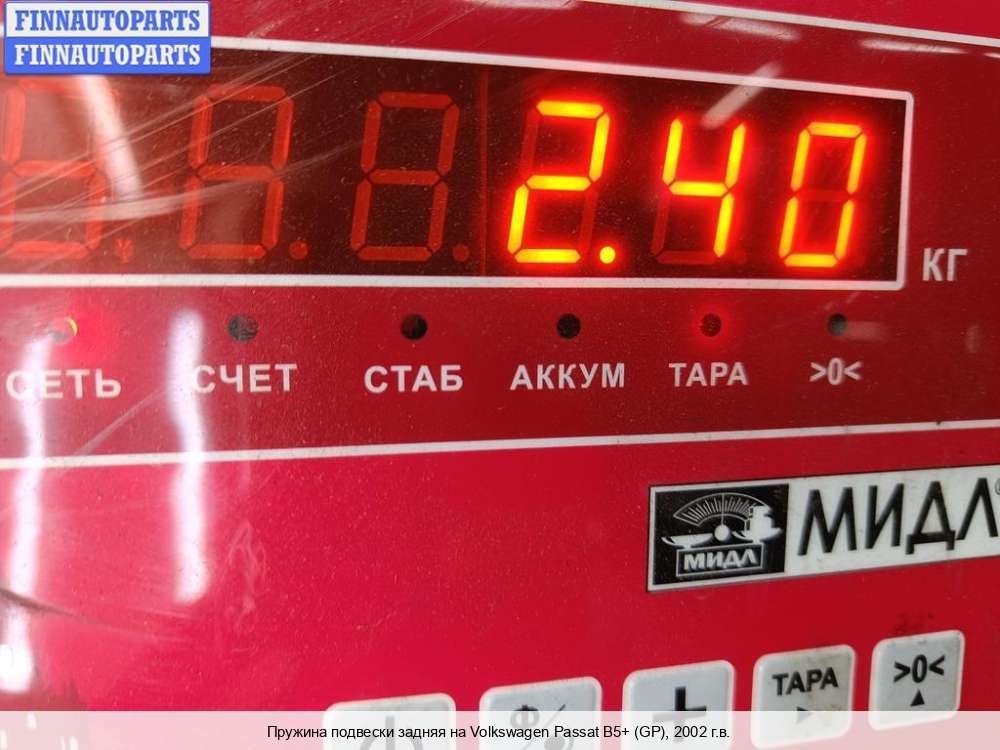 FINNAUTOPARTS
FINNAUTOPARTS
2.40
КГ
СЕТЬ СЧЕТ СТАБ АККУМ ТАРА >0<
МИДЛ МИДЛ®
ТАРА >0<
Пружина подвески задняя на Volkswagen Passat B5+ (GP), 2002 г.в.